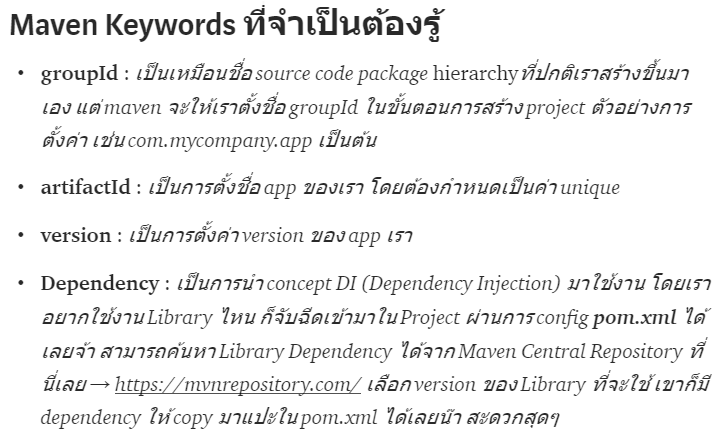 Maven Keywords ที่จำเป็นต้องรู้
• groupId : เป็นเหมือนชื่อ source code package hierarchy ที่ปกติเราสร้างขึ้นมา
เอง แต่ maven จะให้เราตั้งชื่อ groupId ในขั้นตอนการสร้าง project ตัวอย่างการ
ตั้งค่า เช่น com.mycompany.app เป็นต้น
• artifactId : เป็นการตั้งชื่อ app ของเรา โดยต้องกำหนดเป็นค่า unique
• version : เป็นการตั้งค่า version ของ app เรา
• Dependency : เป็นการนำ concept DI (Dependency Injection) มาใช้งาน โดยเรา
อยากใช้งาน Library ไหน ก็จับฉีดเข้ามาใน Project ผ่านการ config pom.xml ได้
เลยจ้า สามารถค้นหา Library Dependency ได้จาก Maven Central Repository ที่
นี่เลย → https://mvnrepository.com/ เลือก version ของ Library ที่จะใช้ เขาก็มี
dependency ให้ copy มาแปะใน pom.xml ได้เลยน๊า สะดวกสุดๆ